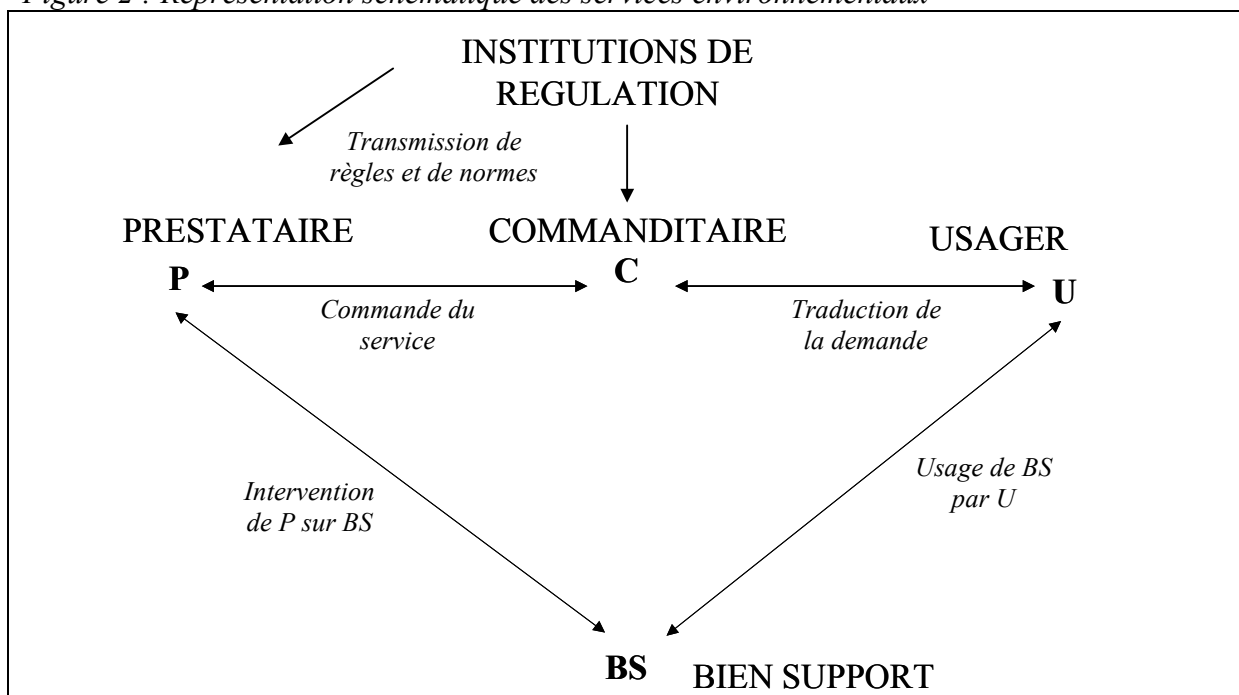 Figure 2 : Représentation schématique des services environnementaux
INSTITUTIONS DE
REGULATION
Transmission de
règles et de normes
PRESTATAIRE
P
COMMANDITAIRE
C
USAGER
U
Commande du
service
Traduction de
la demande
Intervention
de P sur BS
Usage de BS
par U
BS
BIEN SUPPORT